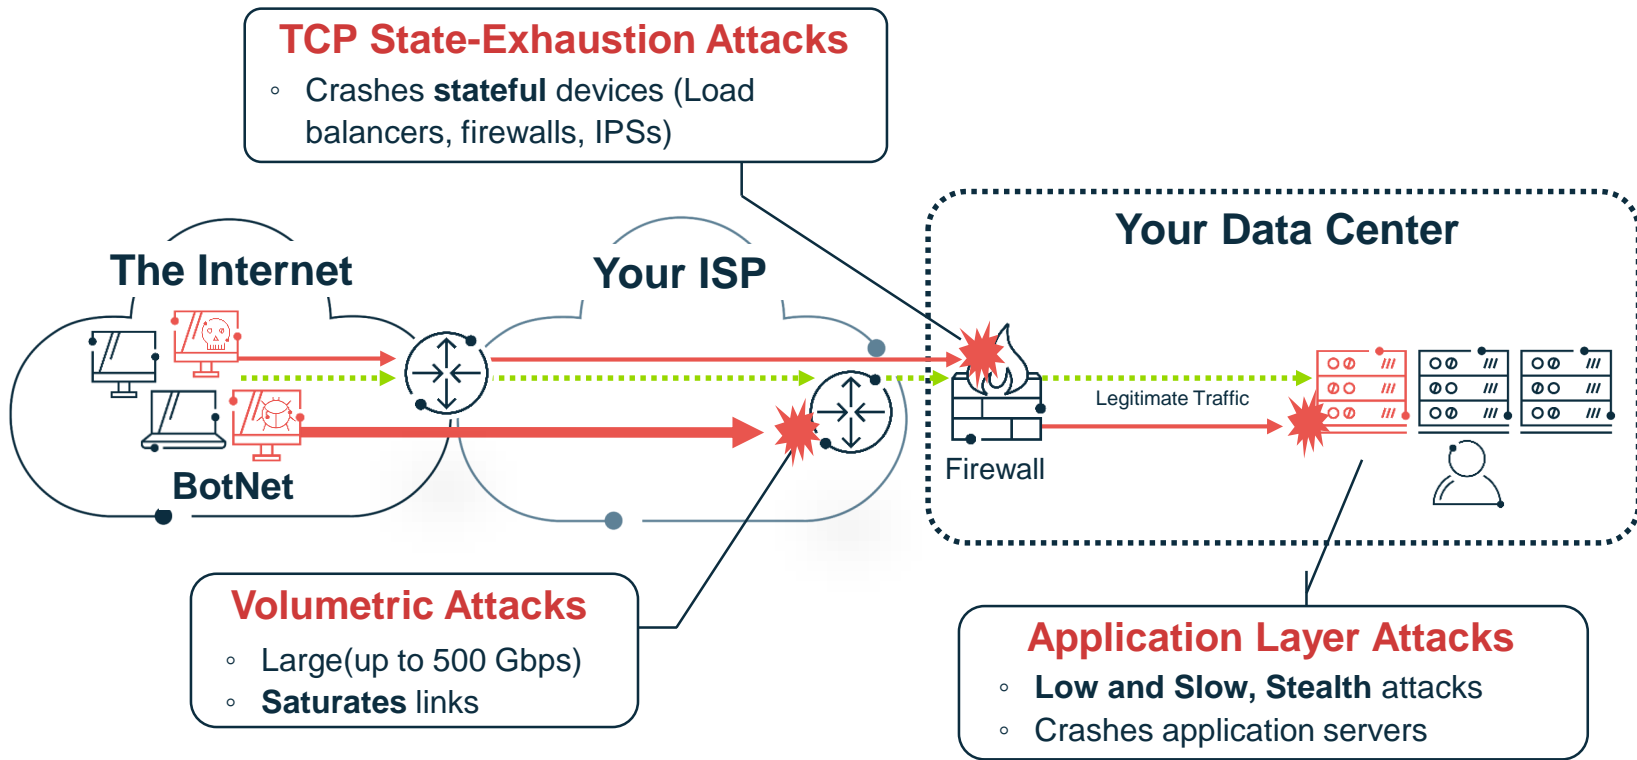 TCP State-Exhaustion Attacks
◦ Crashes stateful devices (Load
balancers, firewalls, IPSs)
Your Data Center
The Internet
Your ISP
Legitimate Traffic
Firewall
BotNet
Volumetric Attacks
◦ Large(up to 500 Gbps)
◦ Saturates links
Application Layer Attacks
◦ Low and Slow, Stealth attacks
◦ Crashes application servers